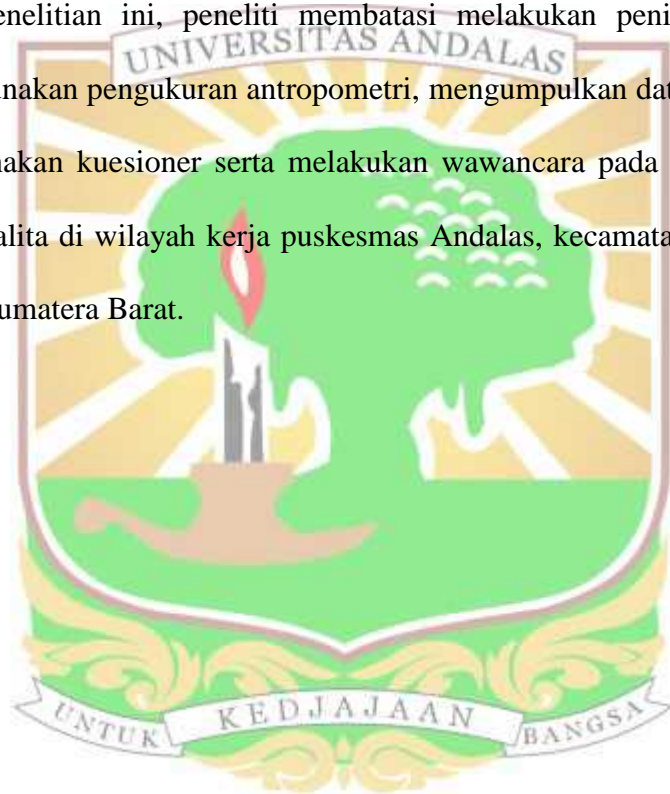 enelitian ini, peneliti membatasi melakukan peni
UNIVERSITAS ANDALAS
unakan pengukuran antropometri, mengumpulkan dat
nakan kuesioner serta melakukan wawancara pada
alita di wilayah kerja puskesmas Andalas, kecamata
umatera Barat.
UNTUK KEDJAJAAN BANGSA